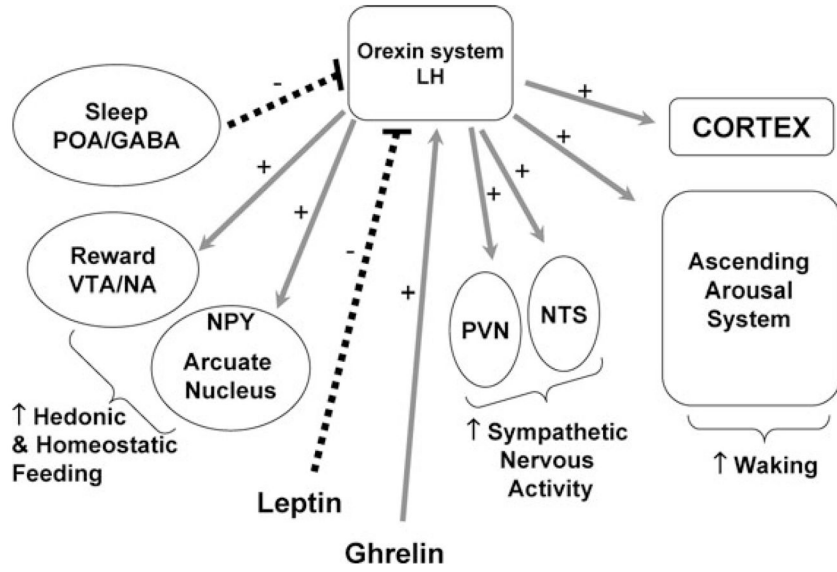 Orexin system
LH
-
Sleep
POA/GABA
+
CORTEX
+
+
+
+
+
-
+
Reward
VTA/NA
Ascending
Arousal
System
NPY
Arcuate
Nucleus
PVN
NTS
↑ Hedonic
& Homeostatic
Feeding
↑ Sympathetic
Nervous
Activity
↑ Waking
Leptin
Ghrelin